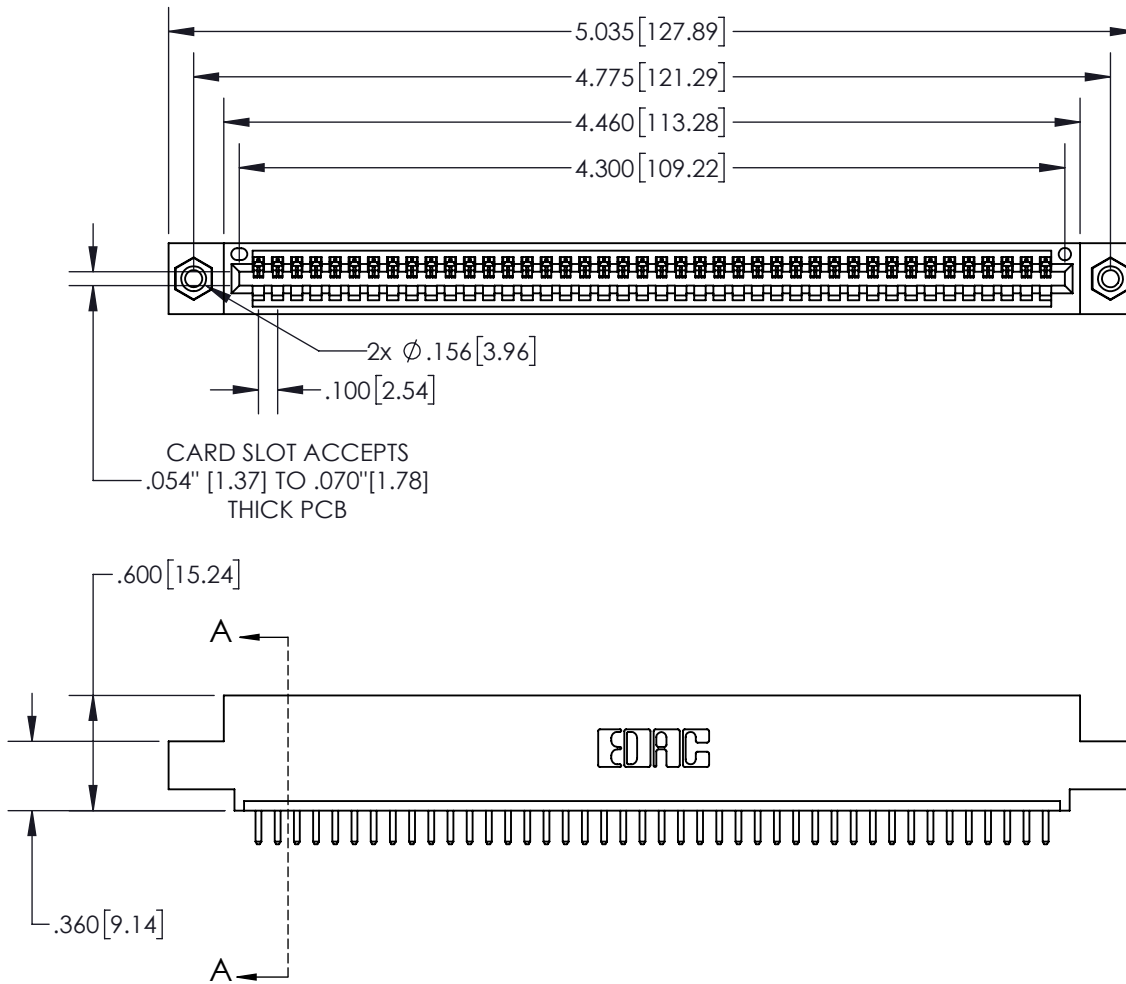 5.035[127.89]
4.775[121.29]
4.460[113.28]
4.300[109.22]
2x Ø.156[3.96]
.100[2.54]
CARD SLOT ACCEPTS
.054" [1.37] TO .070"[1.78]
THICK PCB
.600[15.24]
A
EDAC
.360[9.14]
A